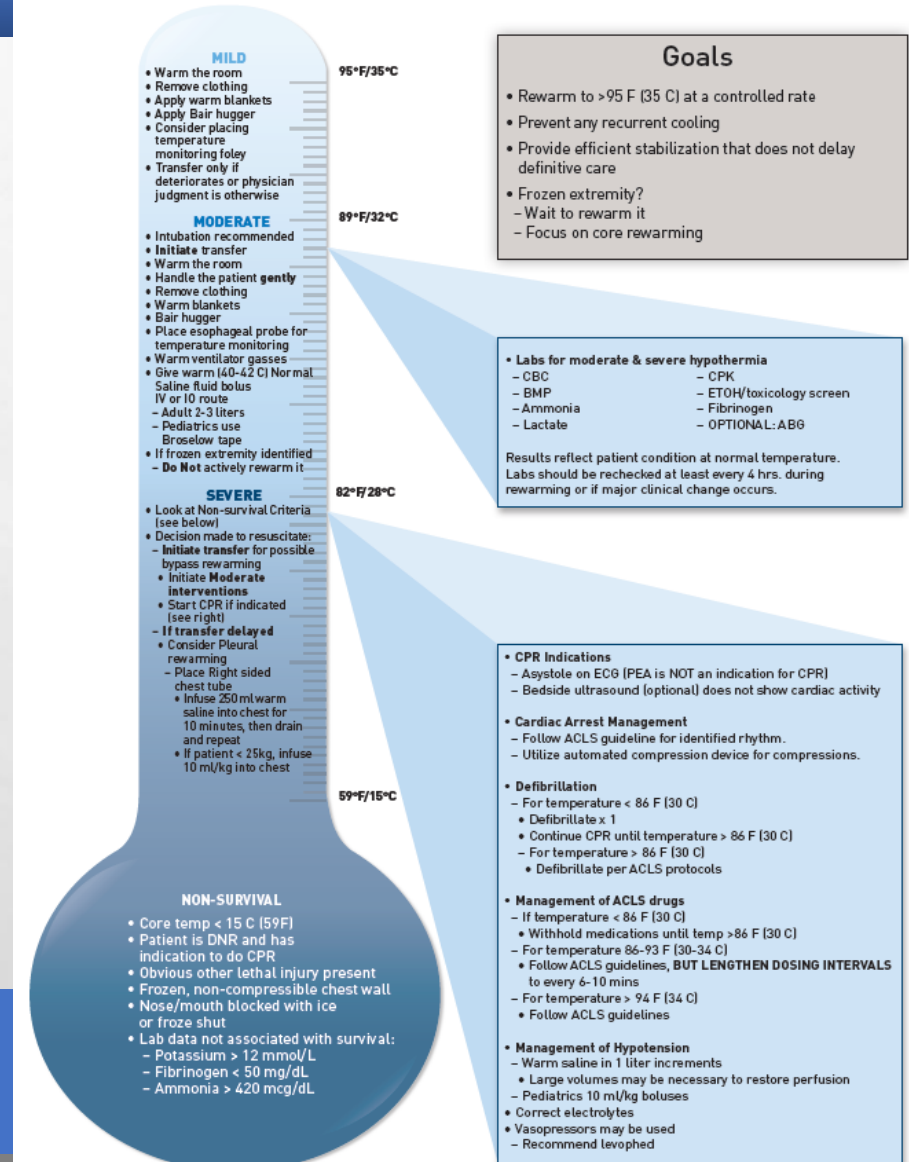 MILD
• Warm the room
• Remove clothing
• Apply warm blankets
• Apply Bair hugger
• Consider placing
temperature
monitoring foley
• Transfer only if
deteriorates or physician
judgment is otherwise
95°F/35°C
MODERATE
• Intubation recommended
• Initiate transfer
• Warm the room
• Handle the patient gently
• Remove clothing
• Warm blankets
• Bair hugger
• Place esophageal probe for
temperature monitoring
• Warm ventilator gasses
• Give warm (40-42 C) Normal
Saline fluid bolus
IV or IO route
– Adult 2-3 liters
– Pediatrics use
Broselow tape
• If frozen extremity identified
– Do Not actively rewarm it
89°F/32°C
SEVERE
• Look at Non-survival Criteria
(see below)
• Decision made to resuscitate:
– Initiate transfer for possible
bypass rewarming
• Initiate Moderate
interventions
• Start CPR if indicated
(see right)
– If transfer delayed
• Consider Pleural
rewarming
– Place Right sided
chest tube
• Infuse 250 ml warm
saline into chest for
10 minutes, then drain
and repeat
• If patient < 25kg, infuse
10 ml/kg into chest
82°F/28°C
59°F/15°C
NON-SURVIVAL
• Core temp < 15 C (59F)
• Patient is DNR and has
indication to do CPR
• Obvious other lethal injury present
• Frozen, non-compressible chest wall
• Nose/mouth blocked with ice
or froze shut
• Lab data not associated with survival:
– Potassium > 12 mmol/L
– Fibrinogen < 50 mg/dL
– Ammonia > 420 mcg/dL
Goals
• Rewarm to >95 F (35 C) at a controlled rate
• Prevent any recurrent cooling
• Provide efficient stabilization that does not delay
definitive care
• Frozen extremity?
– Wait to rewarm it
– Focus on core rewarming
• Labs for moderate & severe hypothermia
– CBC
– BMP
– Ammonia
– Lactate
– CPK
– ETOH/toxicology screen
– Fibrinogen
– OPTIONAL: ABG
Results reflect patient condition at normal temperature.
Labs should be rechecked at least every 4 hrs. during
rewarming or if major clinical change occurs.
• CPR Indications
– Asystole on ECG (PEA is NOT an indication for CPR)
– Bedside ultrasound (optional) does not show cardiac activity
• Cardiac Arrest Management
– Follow ACLS guideline for identified rhythm.
– Utilize automated compression device for compressions.
• Defibrillation
– For temperature < 86 F (30 C)
• Defibrillate x 1
• Continue CPR until temperature > 86 F (30 C)
– For temperature > 86 F (30 C)
• Defibrillate per ACLS protocols
• Management of ACLS drugs
– If temperature < 86 F (30 C)
• Withhold medications until temp >86 F (30 C)
– For temperature 86-93 F (30-34 C)
• Follow ACLS guidelines, BUT LENGTHEN DOSING INTERVALS
to every 6-10 mins
– For temperature > 94 F (34 C)
• Follow ACLS guidelines
• Management of Hypotension
– Warm saline in 1 liter increments
• Large volumes may be necessary to restore perfusion
– Pediatrics 10 ml/kg boluses
• Correct electrolytes
• Vasopressors may be used
– Recommend levophed